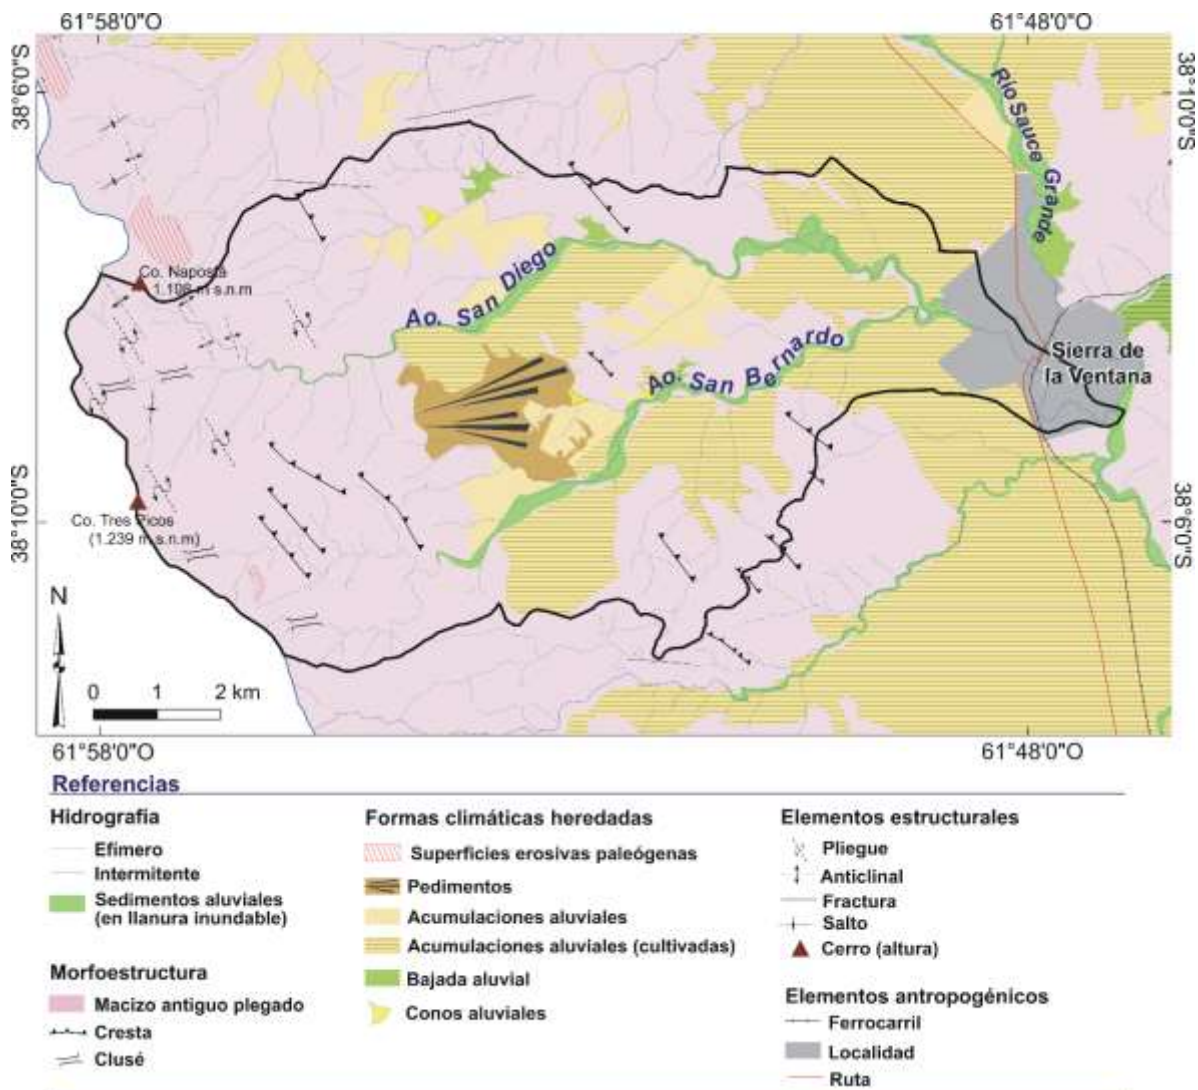 61°58'0"O
61°48'0"O
38°6'0"S
38°10'0"S
Río Sauce Grande
Co. Naposta
1.108 m s.n.m
Ao. San Diego
Ao. San Bernardo
Sierra de
la Ventana
Co. Tres Picos
(1.239 m.s.n.m)
38°10'0"S
38°6'0"S
N
0 1 2 km
61°58'0"O
61°48'0"O
Referencias
Hidrografia
Efimero
Intermitente
Sedimentos aluviales
(en llanura inundable)
Morfoestructura
Macizo antiguo plegado
Cresta
Clusé
Formas climáticas heredadas
Superficies erosivas paleógenas
Pedimentos
Acumulaciones aluviales
Acumulaciones aluviales (cultivadas)
Bajada aluvial
Conos aluviales
Elementos estructurales
Pliegue
Anticlinal
Fractura
Salto
Cerro (altura)
Elementos antropogénicos
Ferrocarril
Localidad
Ruta